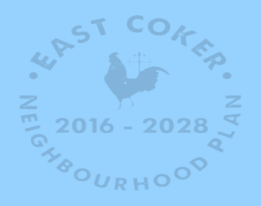 • EAST COKER •
2016 - 2028
NEIGHBOURHOOD PLAN